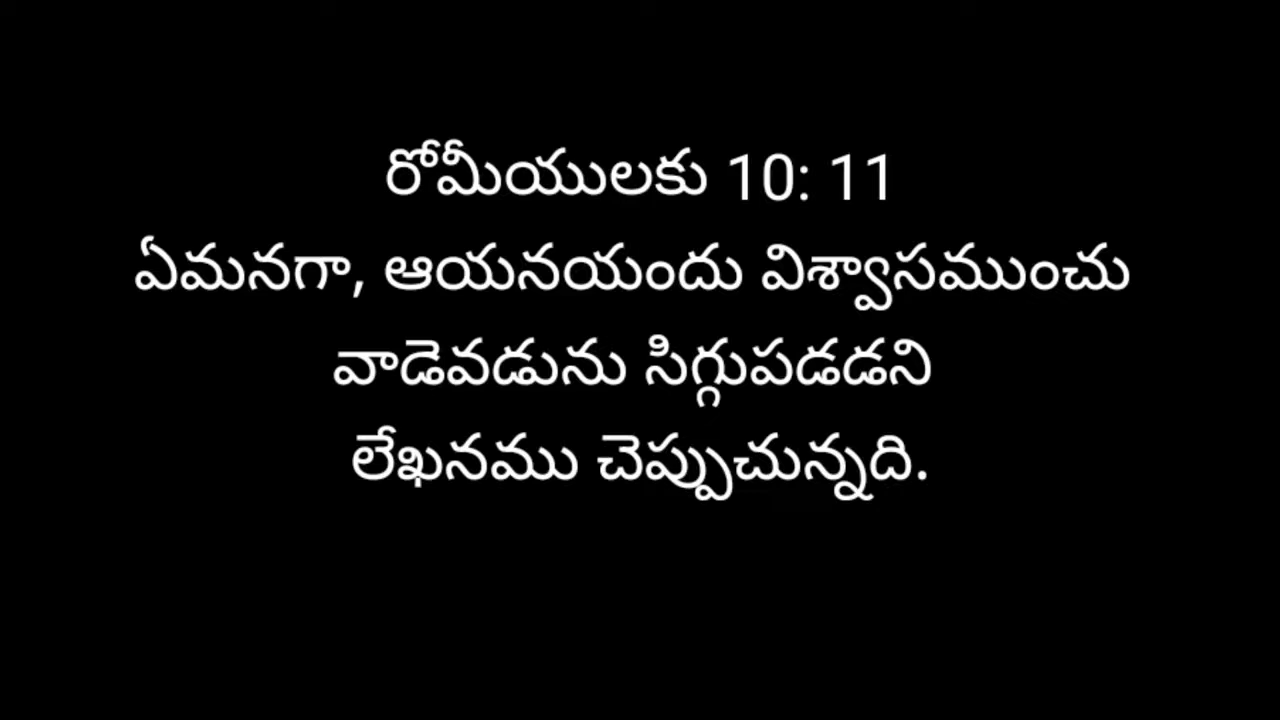 రోమీయులకు 10: 11
ఏమనగా, ఆయనయందు విశ్వాసముంచు
వాడెవడును సిగ్గుపడడని
లేఖనము చెప్పుచున్నది.